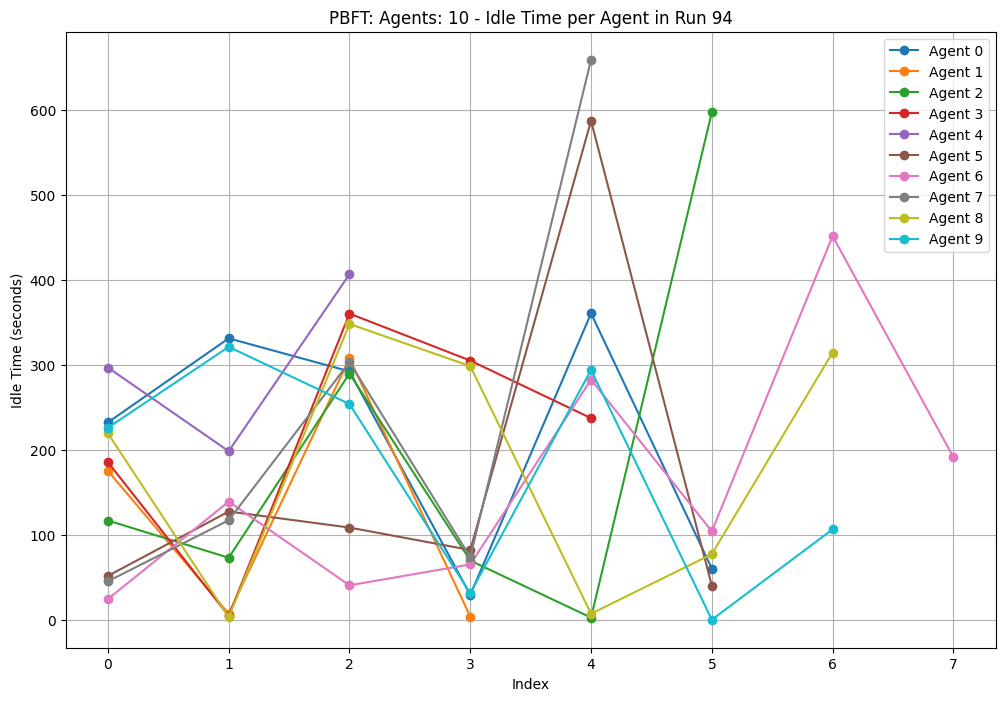 PBFT: Agents: 10 - Idle Time per Agent in Run 94
Idle Time (seconds)
600
500
400
300
200
100
0
0 1 2 3 4 5 6 7
Index
Agent 0
Agent 1
Agent 2
Agent 3
Agent 4
Agent 5
Agent 6
Agent 7
Agent 8
Agent 9